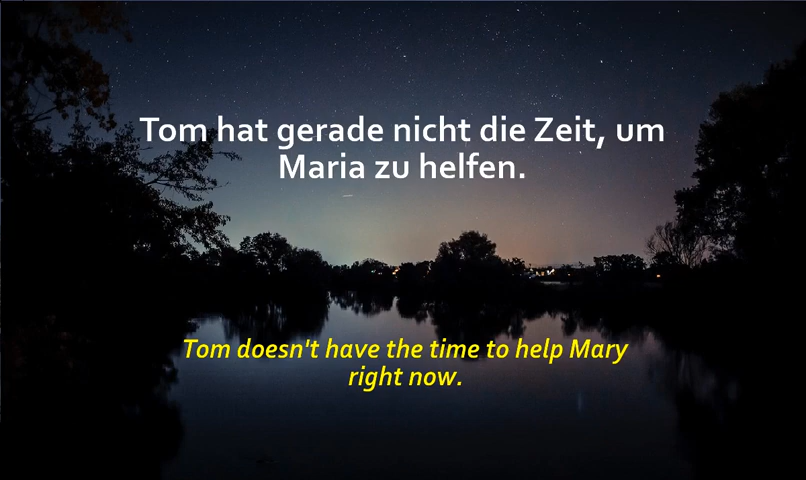 Tom hat gerade nicht die Zeit, um
Maria zu helfen.
Tom doesn't have the time to help Mary
right now.